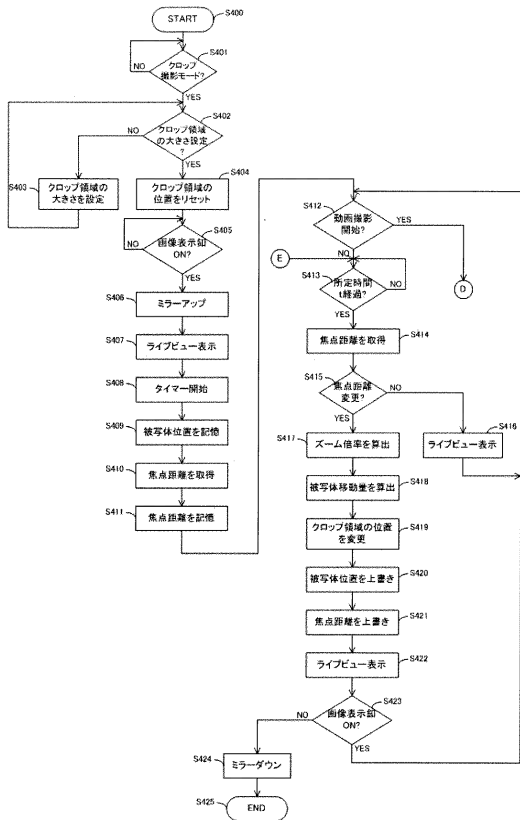 START
S400
クロップ
撮影モード?
S401
NO
YES
クロップ領域
の大きさ設定
?
S402
NO
YES
クロップ領域の
大きさを設定
S403
クロップ領域の
位置をリセット
S404
画像表示釦
ON?
S405
NO
YES
ミラーアップ
S406
ライブビュー表示
S407
タイマー開始
S408
被写体位置を記憶
S409
焦点距離を取得
S410
焦点距離を記憶
S411
動画撮影
開始?
S412
YES
NO
D
E
所定時間
t経過?
S413
NO
YES
焦点距離を取得
S414
焦点距離
変更?
S415
NO
YES
ライブビュー表示
S416
ズーム倍率を算出
S417
被写体移動量を算出
S418
クロップ領域の位置
を変更
S419
被写体位置を上書き
S420
焦点距離を上書き
S421
ライブビュー表示
S422
画像表示釦
ON?
S423
NO
YES
ミラーダウン
S424
END
S425